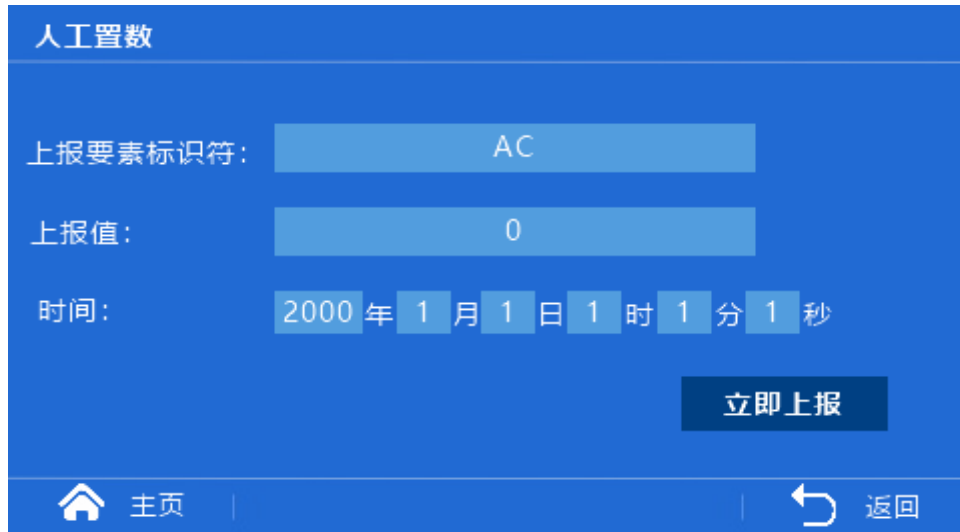 人工置数
上报要素标识符: AC
上报值: 0
时间: 2000 年 1 月 1 日 1 时 1 分 1 秒
立即上报
主页 返回